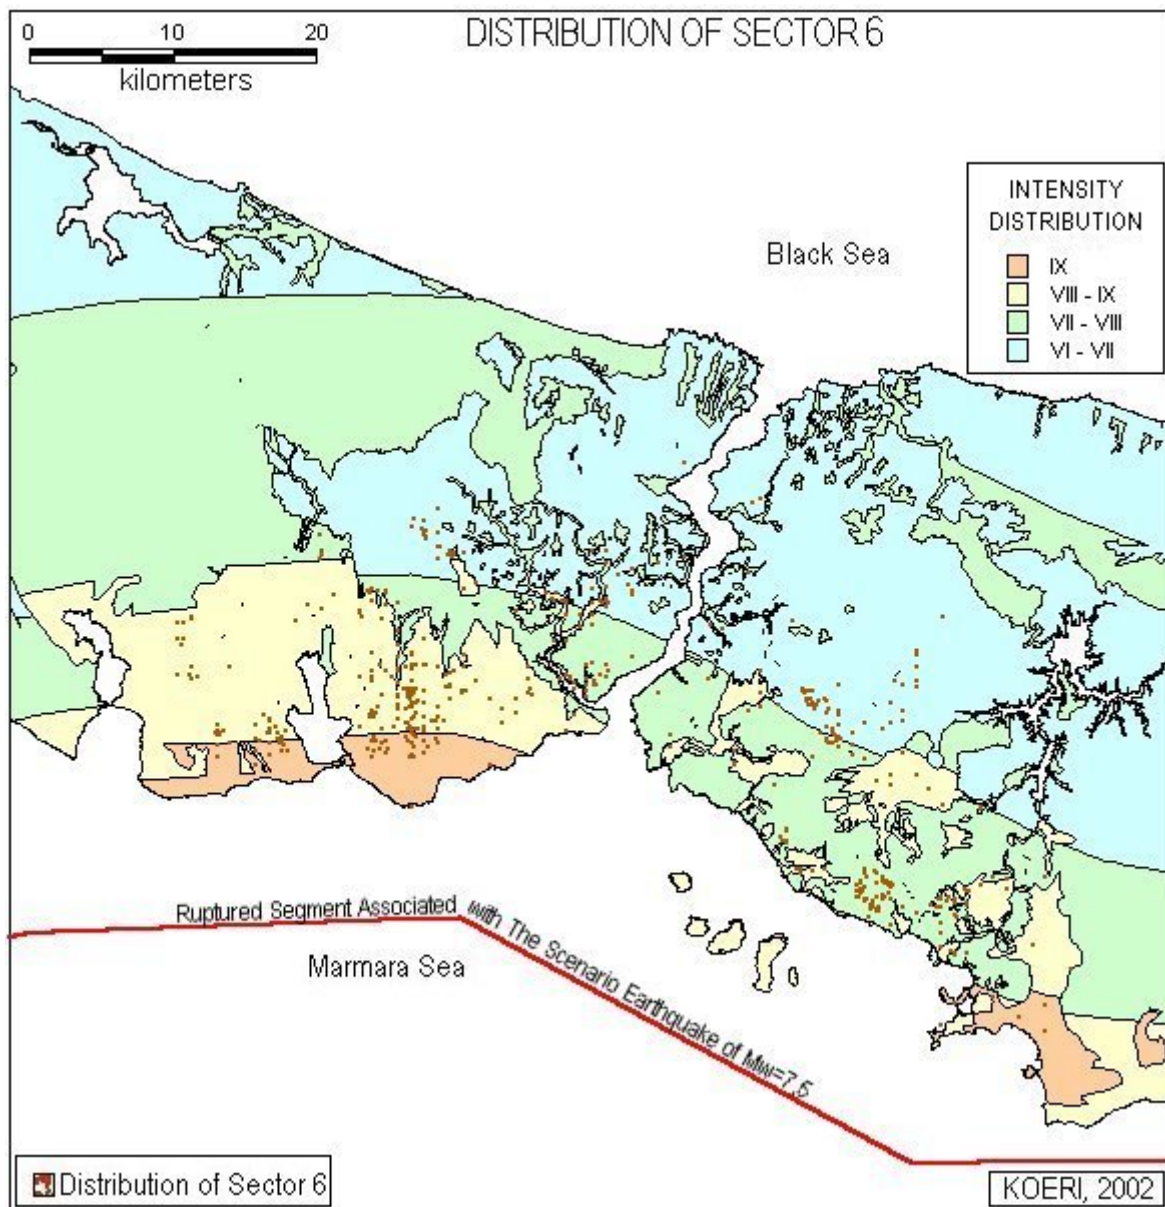 DISTRIBUTION OF SECTOR 6
0 10 20
kilometers
INTENSITY
DISTRIBUTION
IX
VIII - IX
VII - VIII
VI - VII
Black Sea
Ruptured Segment Associated with The Scenario Earthquake of Mw=7,5
Marmara Sea
Distribution of Sector 6
KOERI, 2002